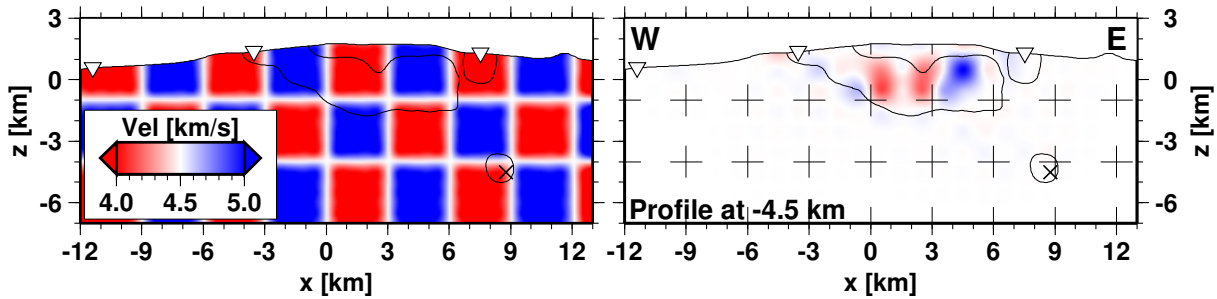 3
0
-3
-6
z [km]
Vel [km/s]
4.0 4.5 5.0
-12 -9 -6 -3 0 3 6 9 12
x [km]
W E
Profile at -4.5 km
-12 -9 -6 -3 0 3 6 9 12
x [km]
3
0
-3
-6
z [km]